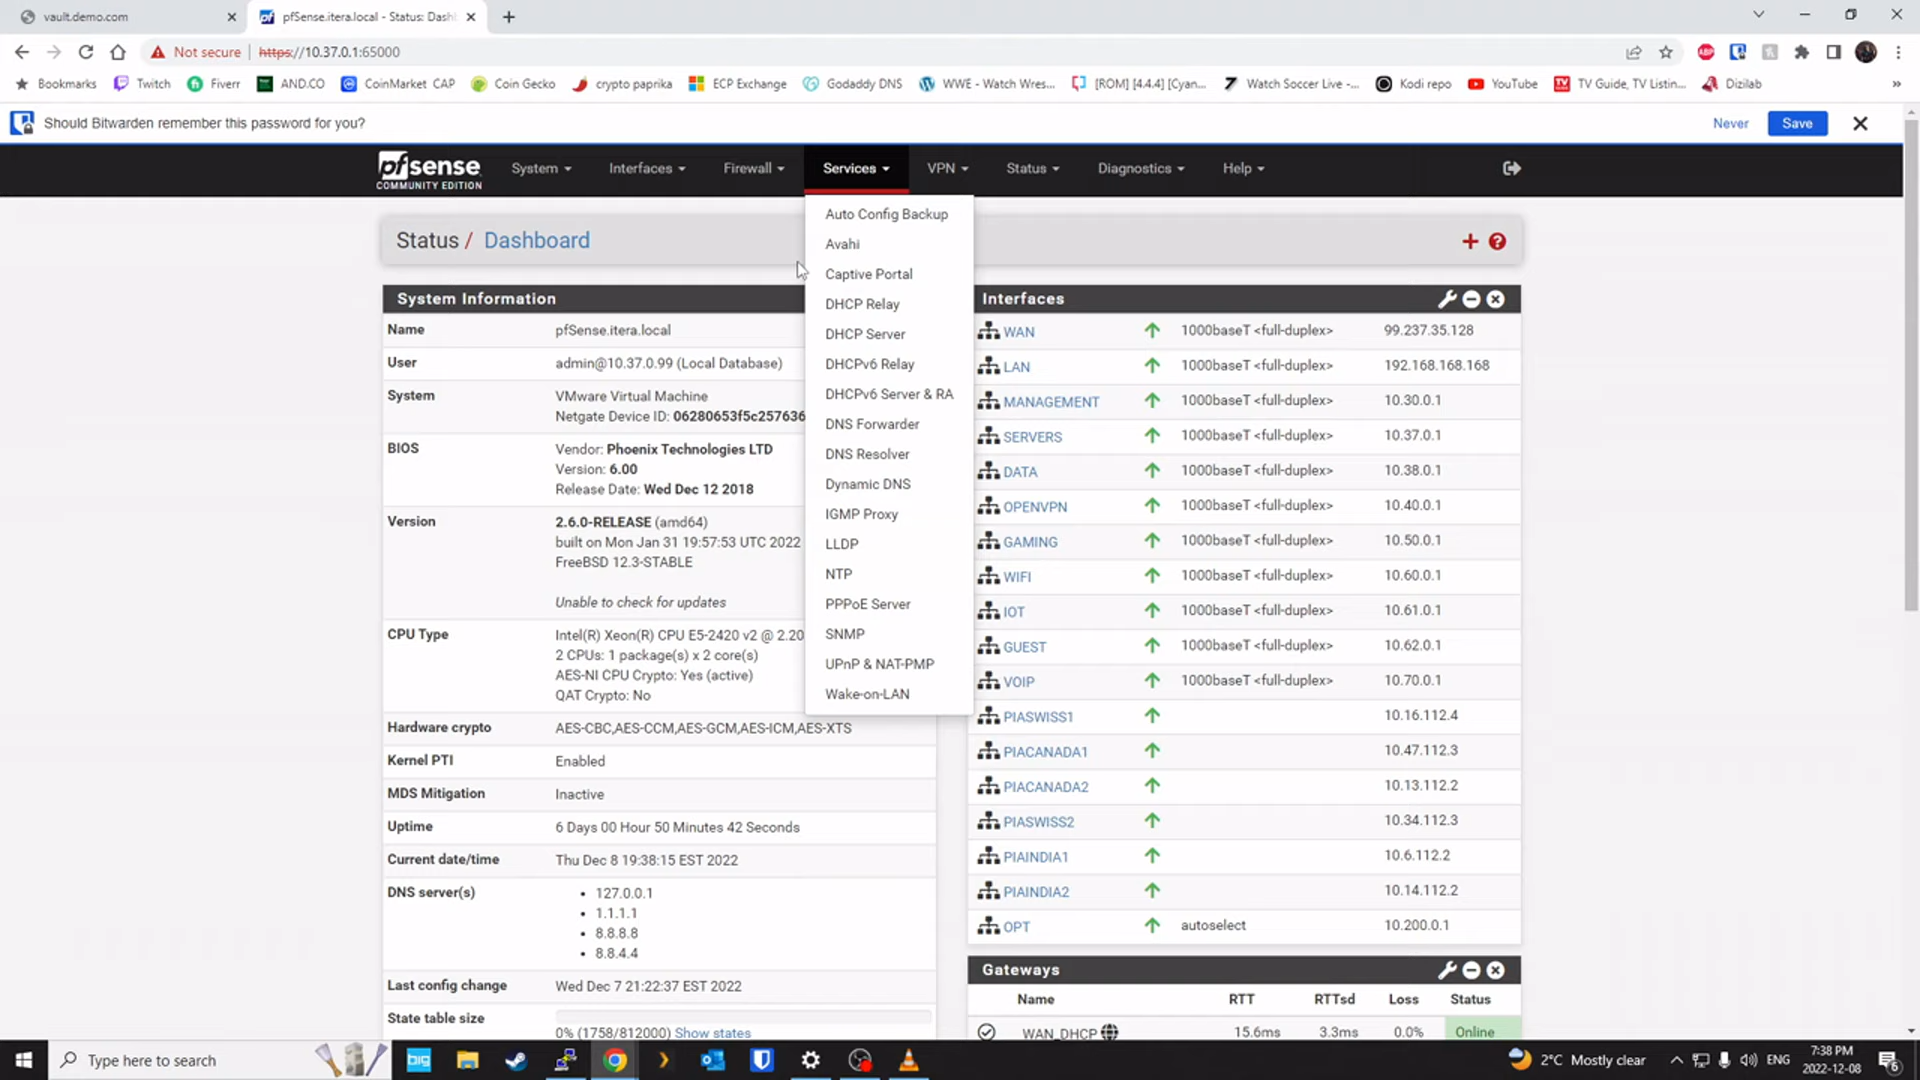 vault.demo.com
pfSense.itera.local - Status: Dash
Not secure
https://10.37.0.1:65000
Bookmarks
Twitch
Fiverr
AND.CO
CoinMarket CAP
Coin Gecko
crypto paprika
ECP Exchange
Godaddy DNS
WWE - Watch Wres...
[ROM] [4.4.4] [Cyan...
Watch Soccer Live -...
Kodi repo
YouTube
TV Guide, TV Listin...
Dizilab
»
Should Bitwarden remember this password for you?
Never
Save
pfsense
COMMUNITY EDITION
System
Interfaces
Firewall
Services
VPN
Status
Diagnostics
Help
Status / Dashboard
Auto Config Backup
Avahi
Captive Portal
DHCP Relay
DHCP Server
DHCPv6 Relay
DHCPv6 Server & RA
DNS Forwarder
DNS Resolver
Dynamic DNS
IGMP Proxy
LLDP
NTP
PPPoE Server
SNMP
UPnP & NAT-PMP
Wake-on-LAN
System Information
Name pfSense.itera.local
User admin@10.37.0.99 (Local Database)
System VMware Virtual Machine
Netgate Device ID: 06280653f5c257636
BIOS Vendor: Phoenix Technologies LTD
Version: 6.00
Release Date: Wed Dec 12 2018
Version 2.6.0-RELEASE (amd64)
built on Mon Jan 31 19:57:53 UTC 2022
FreeBSD 12.3-STABLE
Unable to check for updates
CPU Type Intel(R) Xeon(R) CPU E5-2420 v2 @ 2.20
2 CPUs: 1 package(s) x 2 core(s)
AES-NI CPU Crypto: Yes (active)
QAT Crypto: No
Hardware crypto AES-CBC,AES-CCM,AES-GCM,AES-ICM,AES-XTS
Kernel PTI Enabled
MDS Mitigation Inactive
Uptime 6 Days 00 Hour 50 Minutes 42 Seconds
Current date/time Thu Dec 8 19:38:15 EST 2022
DNS server(s)
127.0.0.1
1.1.1.1
8.8.8.8
8.8.4.4
Last config change Wed Dec 7 21:22:37 EST 2022
State table size
0% (1758/812000) Show states
Interfaces
WAN 1000baseT <full-duplex> 99.237.35.128
LAN 1000baseT <full-duplex> 192.168.168.168
MANAGEMENT 1000baseT <full-duplex> 10.30.0.1
SERVERS 1000baseT <full-duplex> 10.37.0.1
DATA 1000baseT <full-duplex> 10.38.0.1
OPENVPN 1000baseT <full-duplex> 10.40.0.1
GAMING 1000baseT <full-duplex> 10.50.0.1
WIFI 1000baseT <full-duplex> 10.60.0.1
IOT 1000baseT <full-duplex> 10.61.0.1
GUEST 1000baseT <full-duplex> 10.62.0.1
VOIP 1000baseT <full-duplex> 10.70.0.1
PIASWISS1 10.16.112.4
PIACANADA1 10.47.112.3
PIACANADA2 10.13.112.2
PIASWISS2 10.34.112.3
PIAINDIA1 10.6.112.2
PIAINDIA2 10.14.112.2
OPT autoselect 10.200.0.1
Gateways
Name RTT RTTsd Loss Status
WAN_DHCP 15.6ms 3.3ms 0.0% Online
Type here to search
2°C Mostly clear
ENG
7:38 PM
2022-12-08